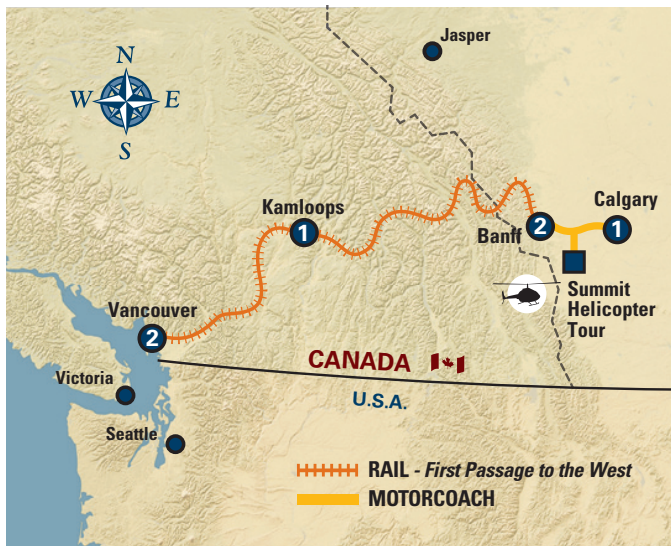 Jasper
N
W E
S
Kamloops
1
Calgary
Banff
2
1
Summit
Helicopter
Tour
Vancouver
2
CANADA
Victoria
U.S.A.
Seattle
RAIL - First Passage to the West
MOTORCOACH